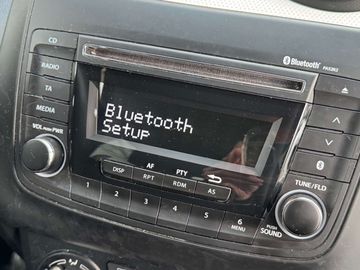 CD
Bluetooth
RADIO
TA
MEDIA
VOL PUSH PWR
Bluetooth
Setup
AF
PTY
DISP
RPT
RDM
AS
1
2
3
4
5
6
MENU
TUNE/FLD
PUSH
SOUND